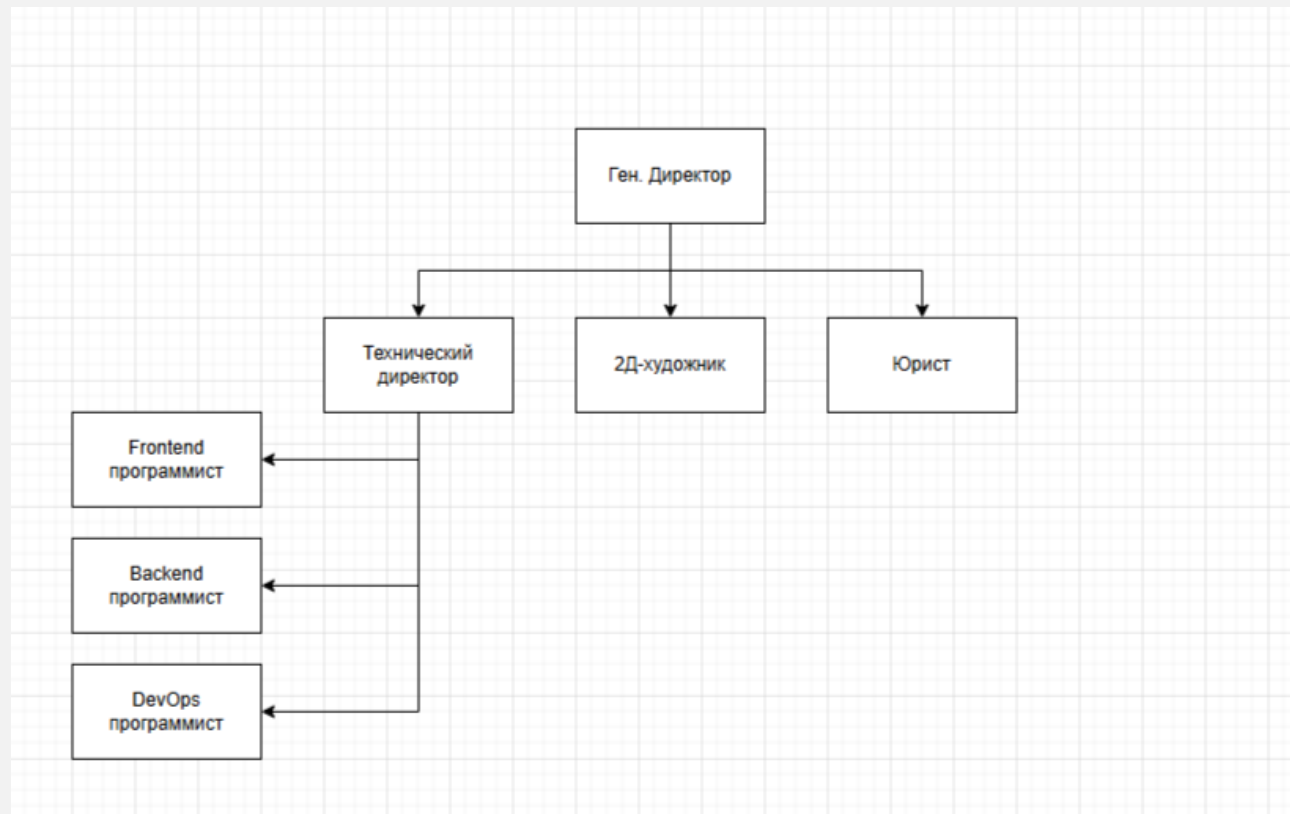 Ген. Директор
Технический
директор
2Д-художник
Юрист
Frontend
программист
Backend
программист
DevOps
программист